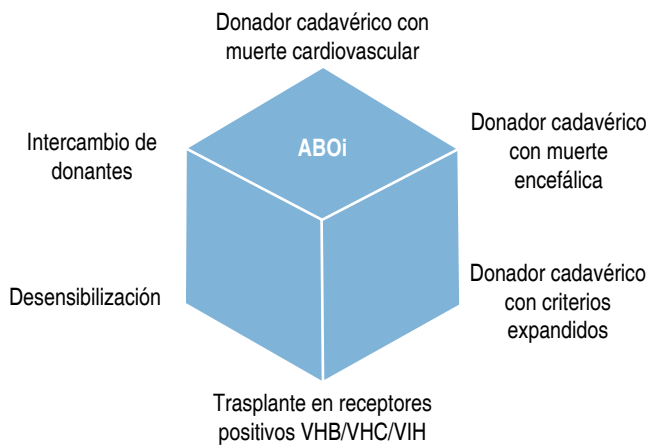 Donador cadavérico con
muerte cardiovascular
Intercambio de
donantes
ABOi
Donador cadavérico
con muerte
encefálica
Desensibilización
Donador cadavérico
con criterios
expandidos
Trasplante en receptores
positivos VHB/VHC/VIH